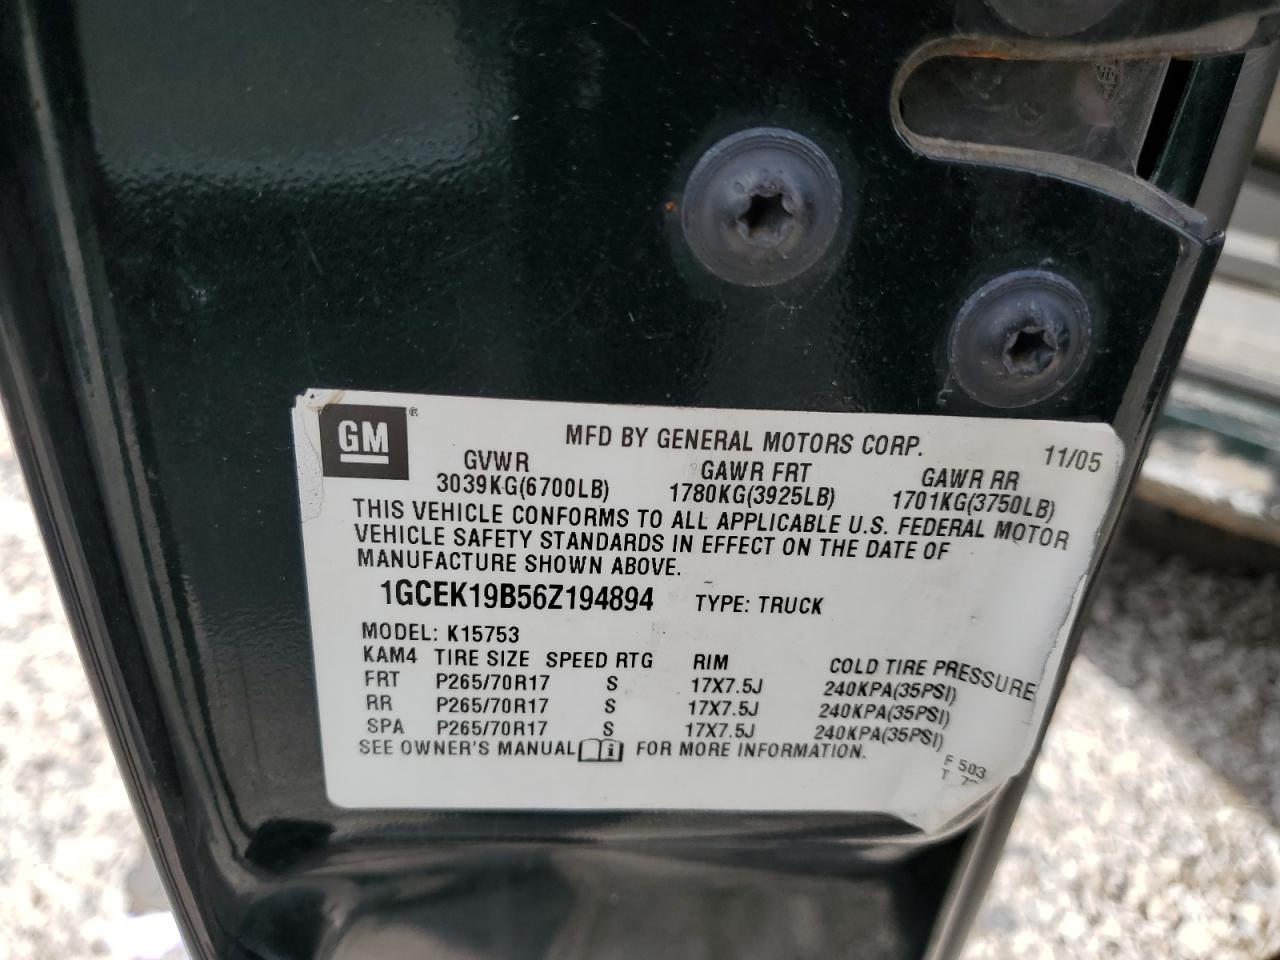 GM ®
MFD BY GENERAL MOTORS CORP. 11/05
GVWR GAWR FRT GAWR RR
3039KG(6700LB) 1780KG(3925LB) 1701KG(3750LB)
THIS VEHICLE CONFORMS TO ALL APPLICABLE U.S. FEDERAL MOTOR
VEHICLE SAFETY STANDARDS IN EFFECT ON THE DATE OF
MANUFACTURE SHOWN ABOVE.
1GCEK19B56Z194894 TYPE: TRUCK
MODEL: K15753
KAM4 TIRE SIZE SPEED RTG RIM COLD TIRE PRESSURE
FRT P265/70R17 S 17X7.5J 240KPA(35PSI)
RR P265/70R17 S 17X7.5J 240KPA(35PSI)
SPA P265/70R17 S 17X7.5J 240KPA(35PSI)
SEE OWNER'S MANUAL FOR MORE INFORMATION.
F 503
T